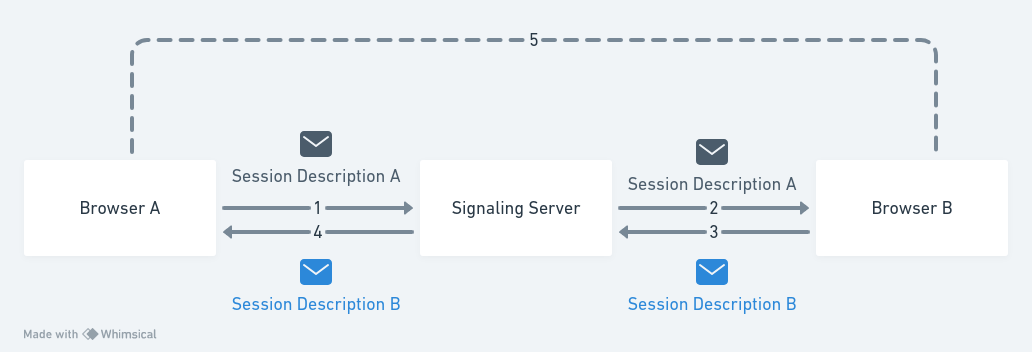 5
Session Description A
Session Description A
Browser A
1
Signaling Server
2
Browser B
4
3
Session Description B
Session Description B
Made with Whimsical